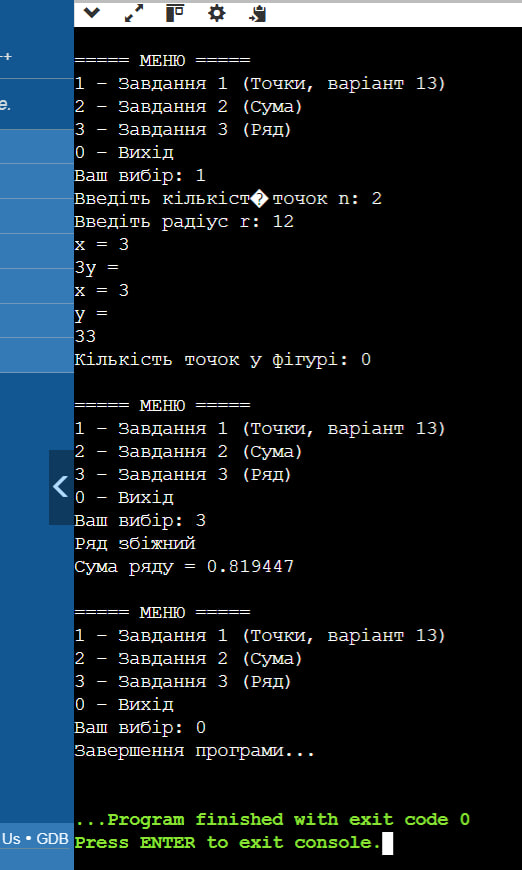 ++
e.
===== МЕНЮ =====
1 – Завдання 1 (Точки, варіант 13)
2 – Завдання 2 (Сума)
3 – Завдання 3 (Ряд)
0 – Вихід
Ваш вибір: 1
Введіть кількіст� точок n: 2
Введіть радіус r: 12
x = 3
3y =
x = 3
y =
33
Кількість точок у фігурі: 0
===== МЕНЮ =====
1 – Завдання 1 (Точки, варіант 13)
2 – Завдання 2 (Сума)
3 – Завдання 3 (Ряд)
0 – Вихід
Ваш вибір: 3
Ряд збіжний
Сума ряду = 0.819447
===== МЕНЮ =====
1 – Завдання 1 (Точки, варіант 13)
2 – Завдання 2 (Сума)
3 – Завдання 3 (Ряд)
0 – Вихід
Ваш вибір: 0
Завершення програми...
...Program finished with exit code 0
Us • GDB
Press ENTER to exit console.